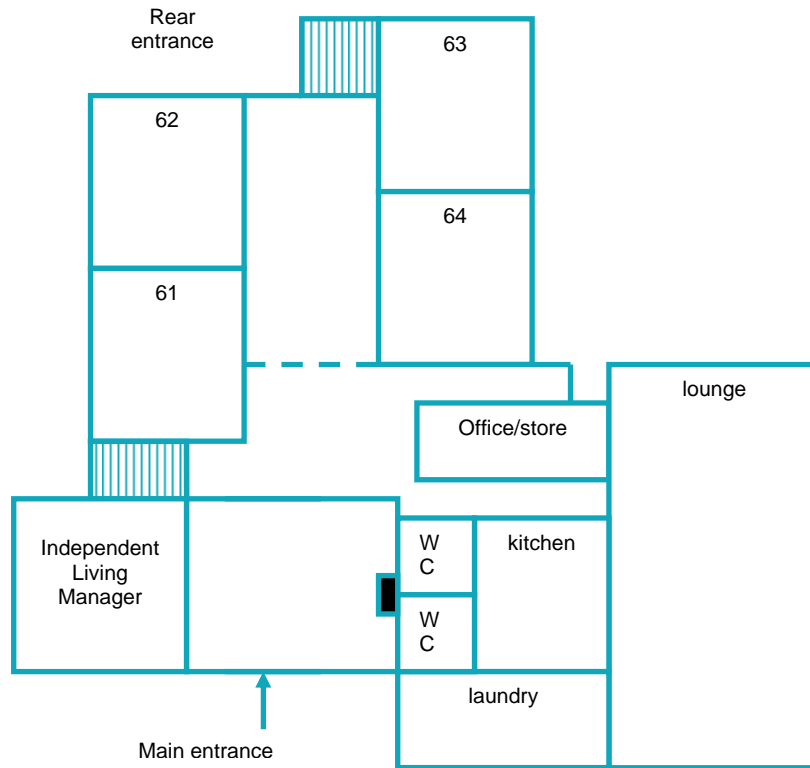 Rear
entrance
63
62
64
61
lounge
Office/store
Independent
Living
Manager
W
C
kitchen
W
C
laundry
Main entrance